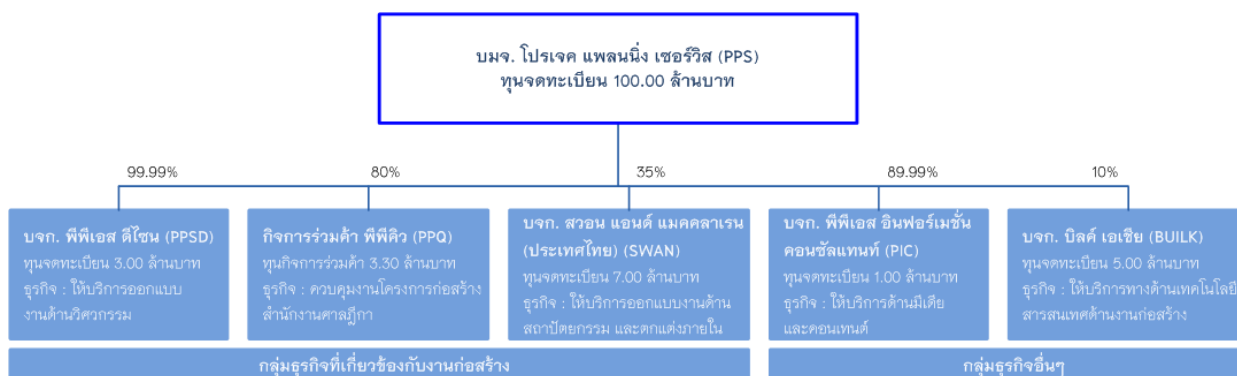 บมจ. โปรเจค แพลนนิ่ง เซอร์วิส (PPS)
ทุนจดทะเบียน 100.00 ล้านบาท
99.99%
80%
35%
89.99%
10%
บจก. พีพีเอส ดีไซน (PPSD)
ทุนจดทะเบียน 3.00 ล้านบาท
ธุรกิจ : ให้บริการออกแบบ
งานด้านวิศวกรรม
กิจการร่วมค้า พีพีคิว (PPQ)
ทุนกิจการร่วมค้า 3.30 ล้านบาท
ธุรกิจ : ควบคุมงานโครงการก่อสร้าง
สำนักงานศาลฎีกา
บจก. สวอน แอนด์ แมคคลาเรน
(ประเทศไทย) (SWAN)
ทุนจดทะเบียน 7.00 ล้านบาท
ธุรกิจ : ให้บริการออกแบบงานด้าน
สถาปัตยกรรม และตกแต่งภายใน
บจก. พีพีเอส อินฟอร์เมชั่น
คอนซัลแทนท์ (PIC)
ทุนจดทะเบียน 1.00 ล้านบาท
ธุรกิจ : ให้บริการด้านมีเดีย
และคอนเทนต์
บจก. บิลค์ เอเชีย (BUILK)
ทุนจดทะเบียน 5.00 ล้านบาท
ธุรกิจ : ให้บริการทางด้านเทคโนโลยี
สารสนเทศด้านงานก่อสร้าง
กลุ่มธุรกิจที่เกี่ยวข้องกับงานก่อสร้าง
กลุ่มธุรกิจอื่นๆ